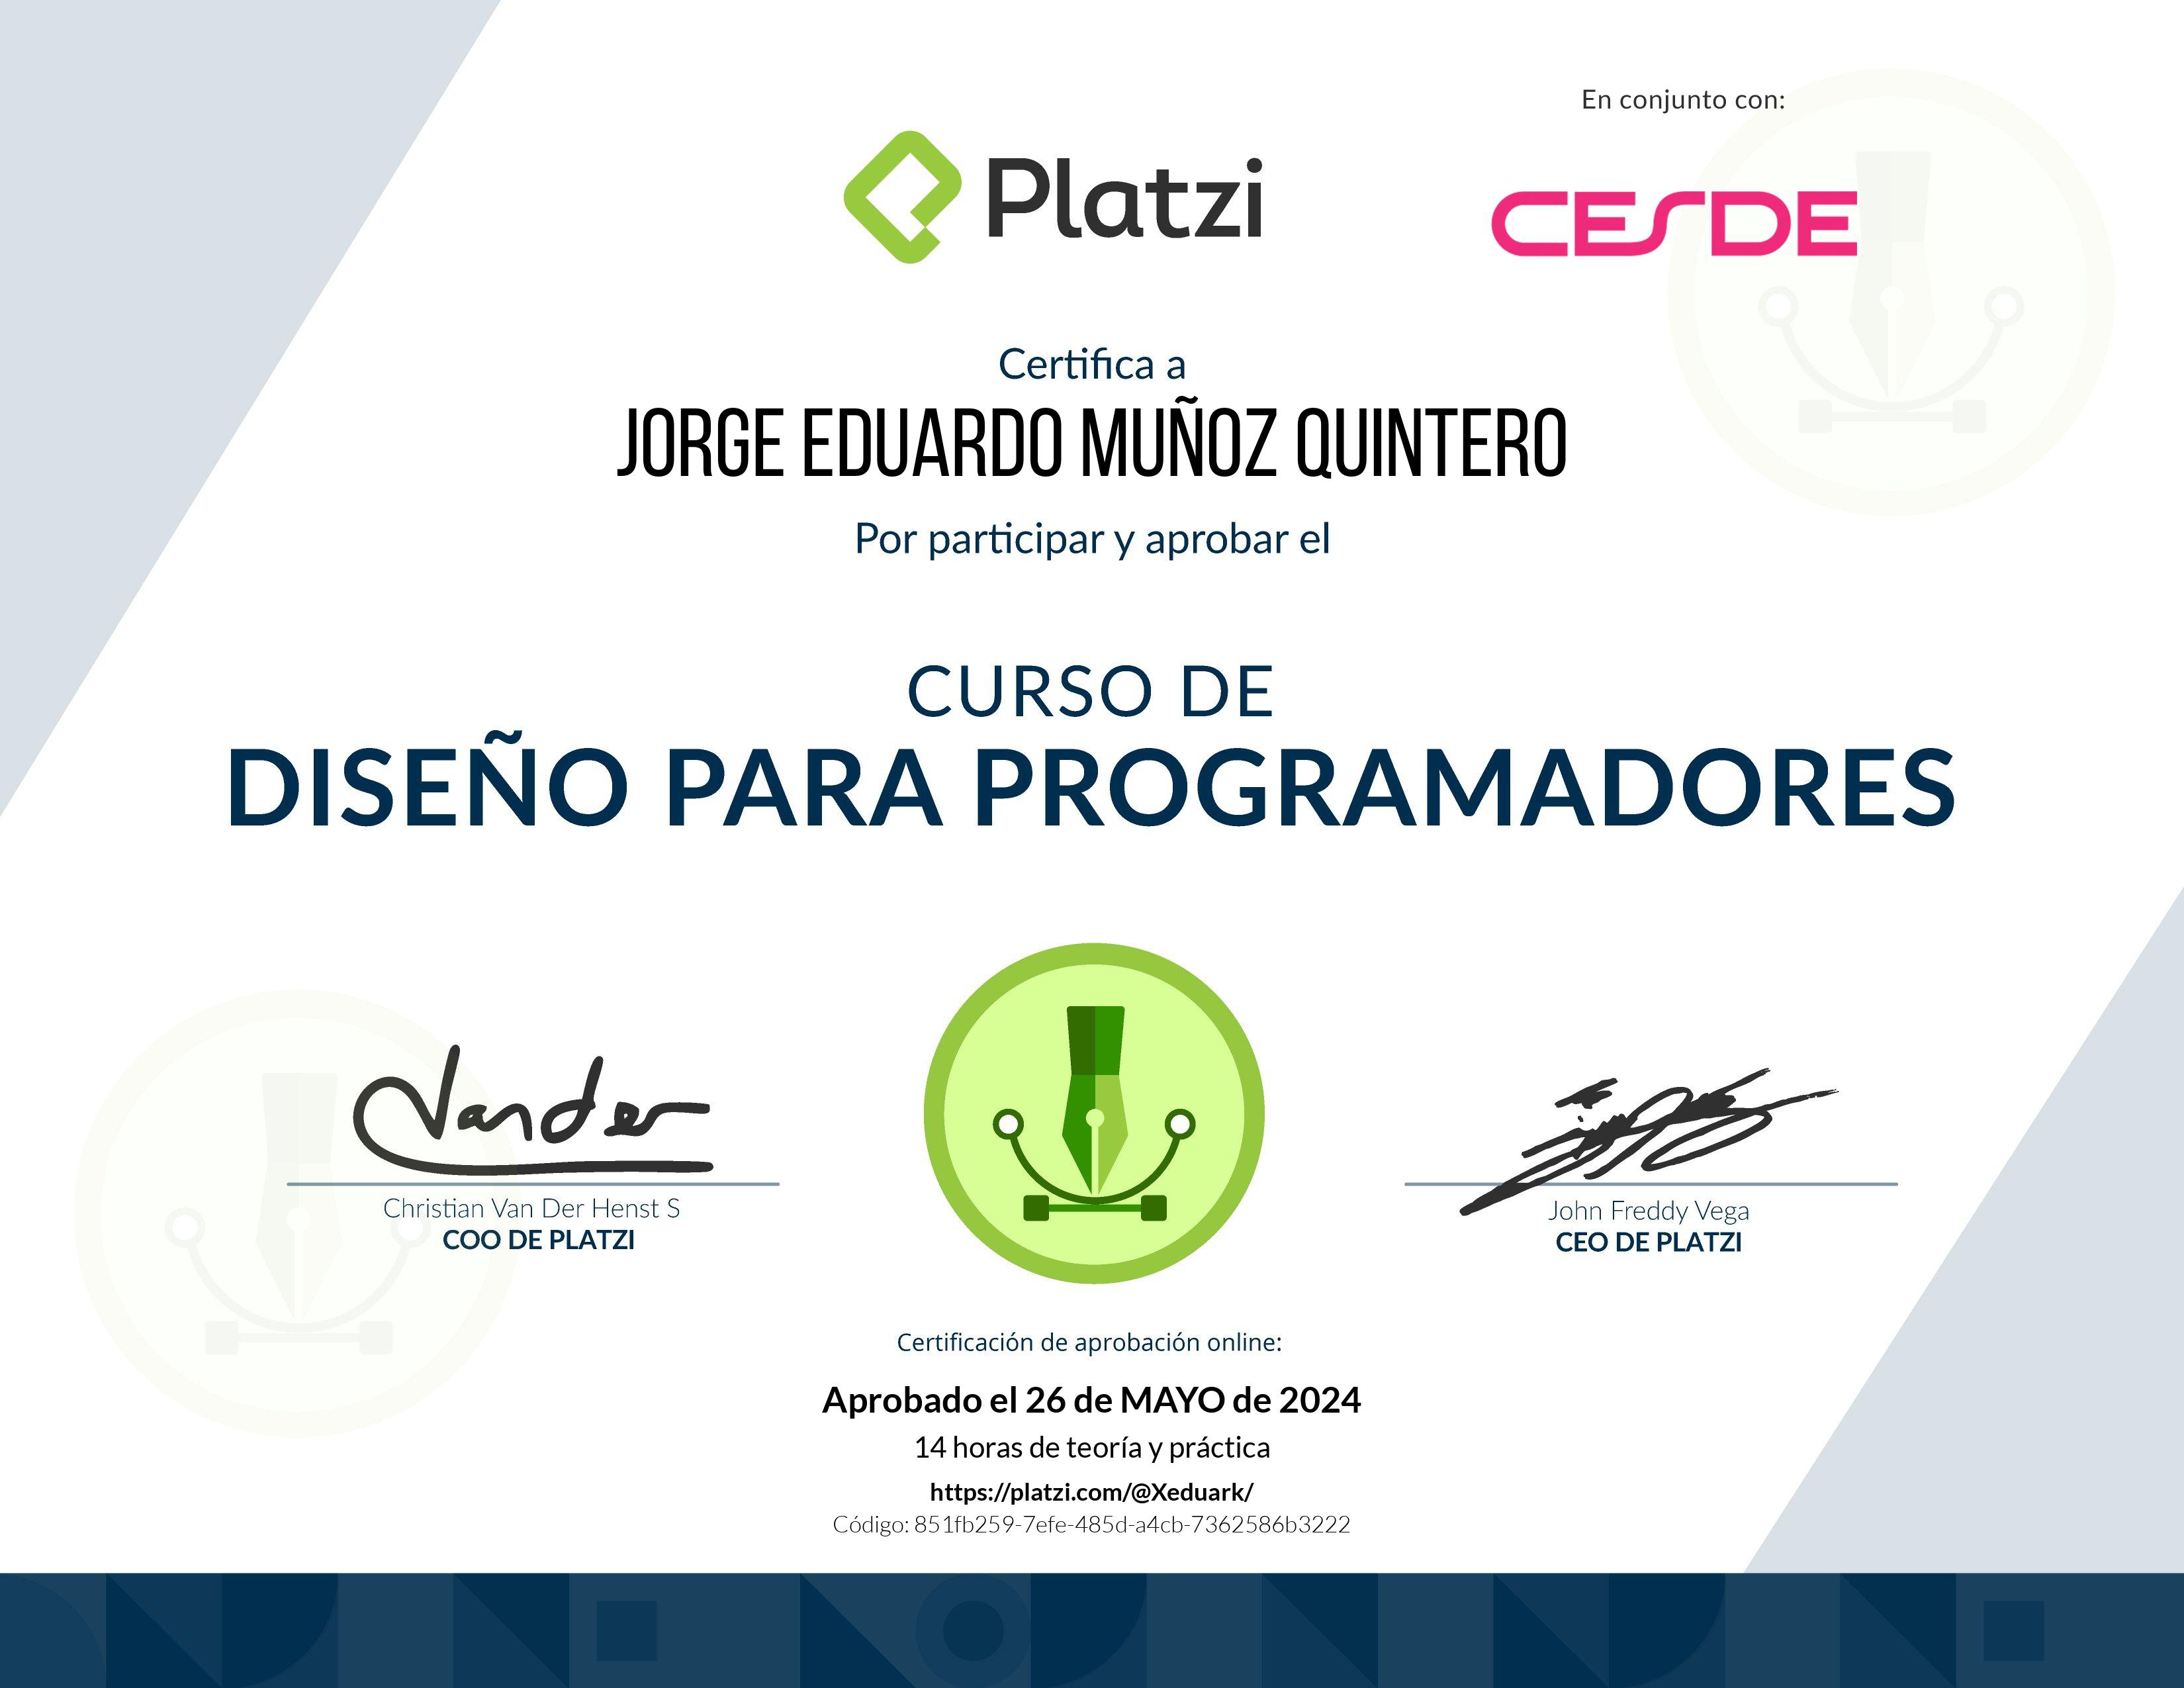 En conjunto con:
Platzi
CESDE
Certifica a
JORGE EDUARDO MUÑOZ QUINTERO
Por participar y aprobar el
CURSO DE
DISEÑO PARA PROGRAMADORES
Vander
Christian Van Der Henst S
COO DE PLATZI
John Freddy Vega
CEO DE PLATZI
Certificación de aprobación online:
Aprobado el 26 de MAYO de 2024
14 horas de teoría y práctica
https://platzi.com/@Xeduark/
Código: 851fb259-7efe-485d-a4cb-7362586b3222